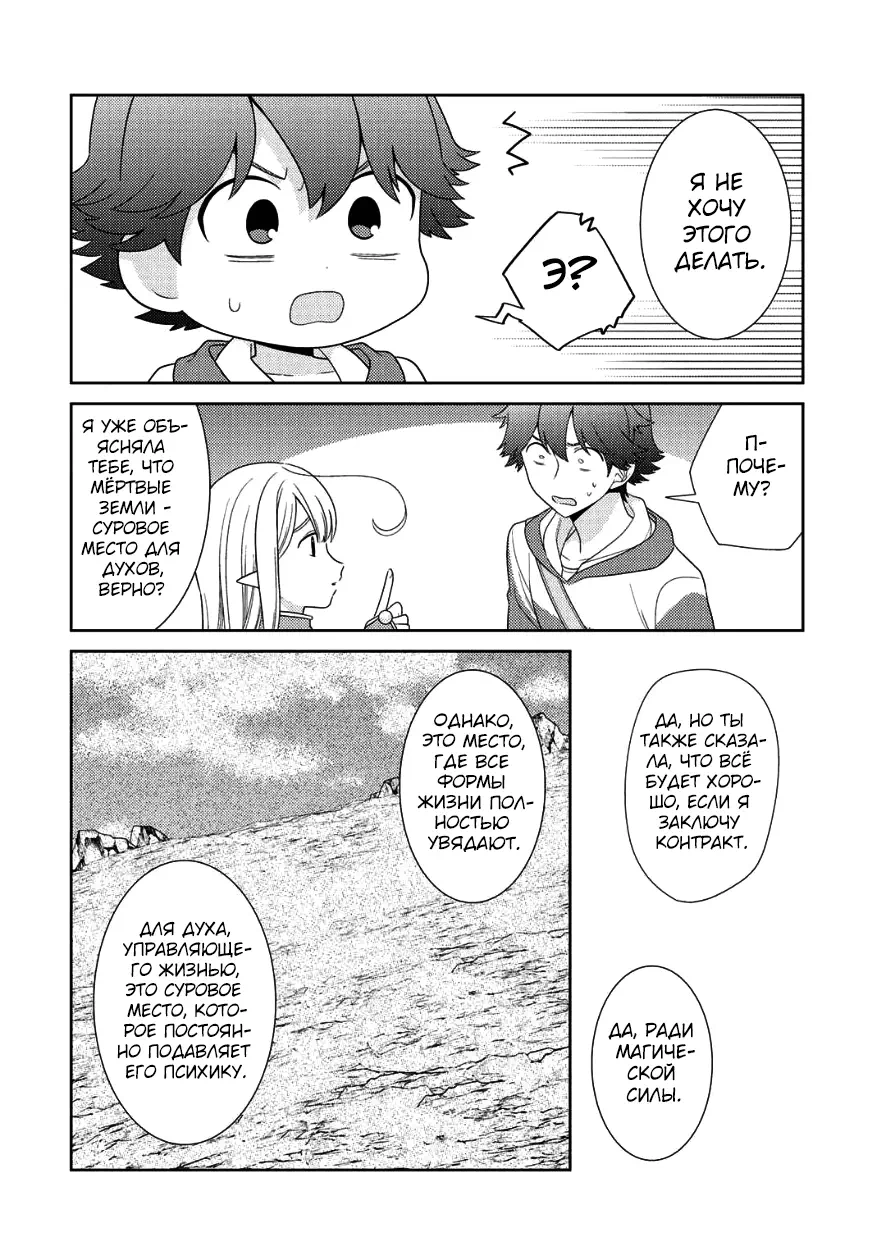 Я НЕ
ХОЧУ
ЭТОГО
ДЕЛАТЬ.
Э?
П-
ПОЧЕ-
МУ?
Я УЖЕ ОБЪ-
ЯСНЯЛА
ТЕБЕ, ЧТО
МЁРТВЫЕ
ЗЕМЛИ -
СУРОВОЕ
МЕСТО ДЛЯ
ДУХОВ,
ВЕРНО?
ДА, НО ТЫ
ТАКЖЕ СКАЗА-
ЛА, ЧТО ВСЁ
БУДЕТ ХОРО-
ШО, ЕСЛИ Я
ЗАКЛЮЧУ
КОНТРАКТ.
ДА, РАДИ
МАГИЧЕ-
СКОЙ
СИЛЫ.
ОДНАКО,
ЭТО МЕСТО,
ГДЕ ВСЕ
ФОРМЫ
ЖИЗНИ ПОЛ-
НОСТЬЮ
УВЯДАЮТ.
ДЛЯ ДУХА,
УПРАВЛЯЮЩЕ-
ГО ЖИЗНЬЮ,
ЭТО СУРОВОЕ
МЕСТО, КОТО-
РОЕ ПОСТОЯН-
НО ПОДАВЛЯЕТ
ЕГО ПСИХИКУ.